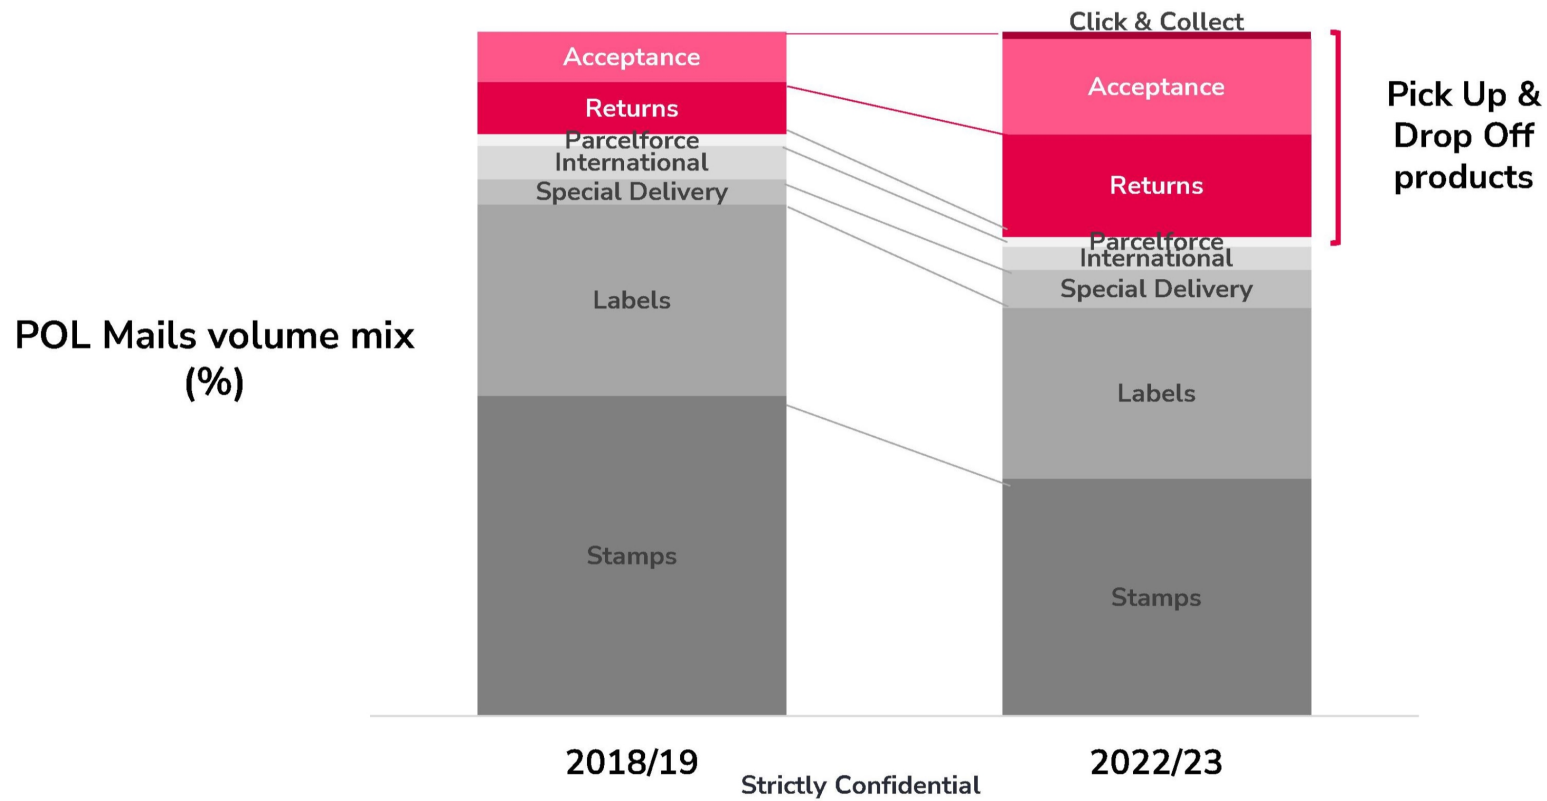 POL Mails volume mix
(%)
Acceptance
Returns
Parcelforce
International
Special Delivery
Labels
Stamps
2018/19
Click & Collect
Acceptance
Returns
Parcelforce
International
Special Delivery
Labels
Stamps
2022/23
Pick Up &
Drop Off
products
Strictly Confidential